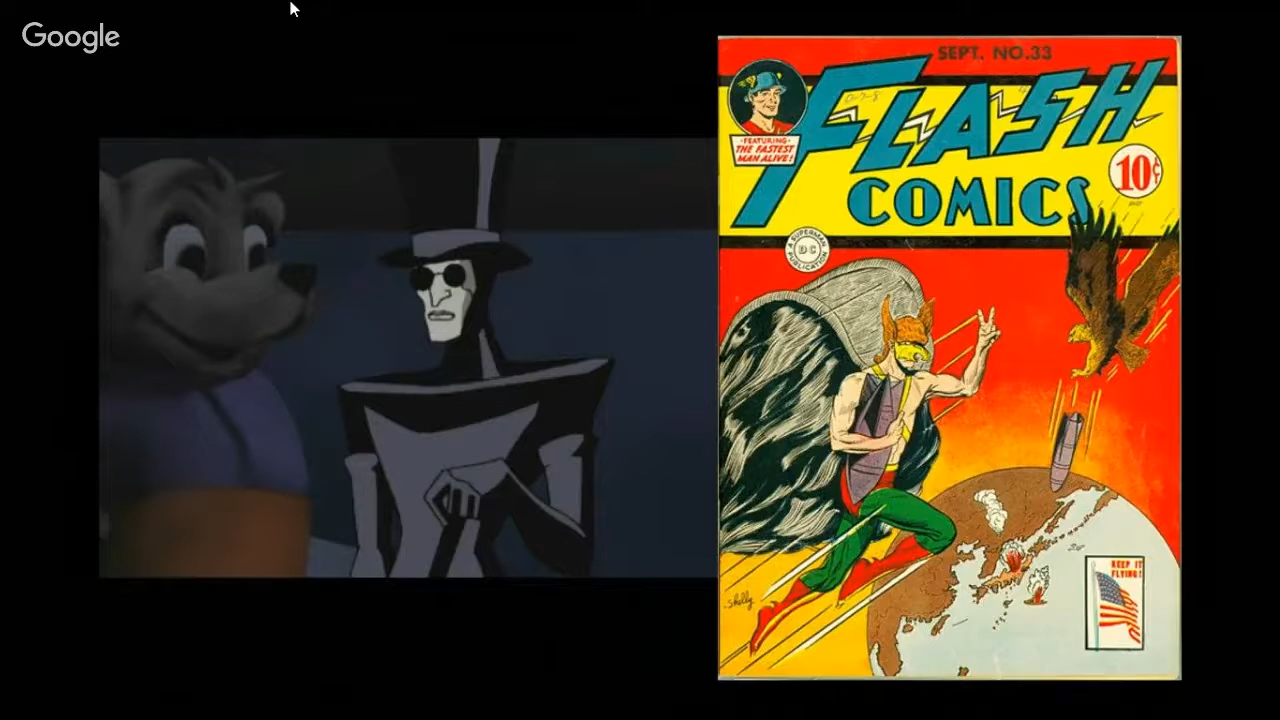 Google
SEPT. NO.33
FLASH
COMICS
·FEATURING·
THE FASTEST
MAN ALIVE!
10¢
A SUPERMAN
DC
PUBLICATION
KEEP IT
FLYING!
Shelly